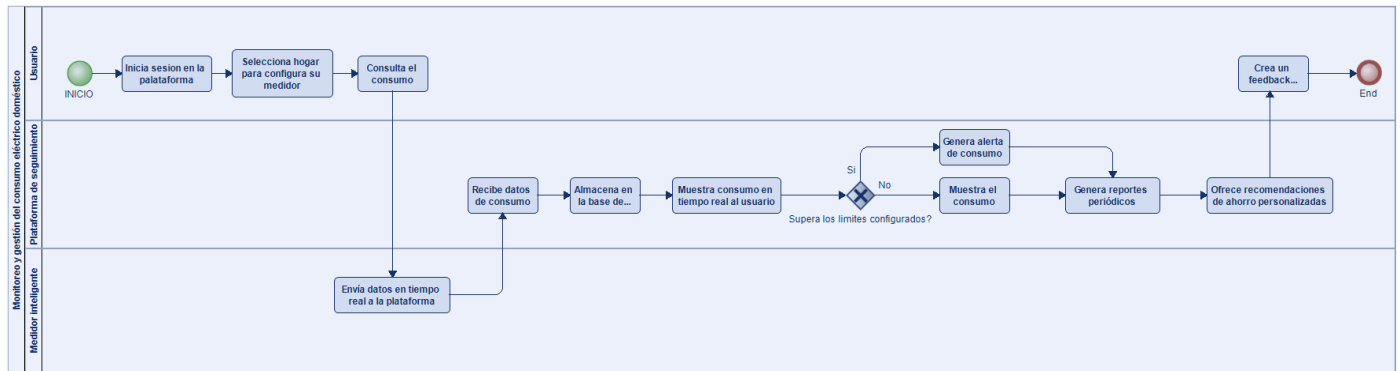 Monitoreo y gestión del consumo eléctrico doméstico
Usuario
INICIO
Inicia sesion en la
palataforma
Selecciona hogar
para configura su
medidor
Consulta el
consumo
Crea un
feedback...
End
Plataforma de seguimiento
Recibe datos
de consumo
Almacena en
la base de...
Muestra consumo en
tiempo real al usuario
Supera los limites configurados?
Si
No
Genera alerta
de consumo
Muestra el
consumo
Genera reportes
periódicos
Ofrece recomendaciones
de ahorro personalizadas
Medidor inteligente
Envía datos en tiempo
real a la plataforma